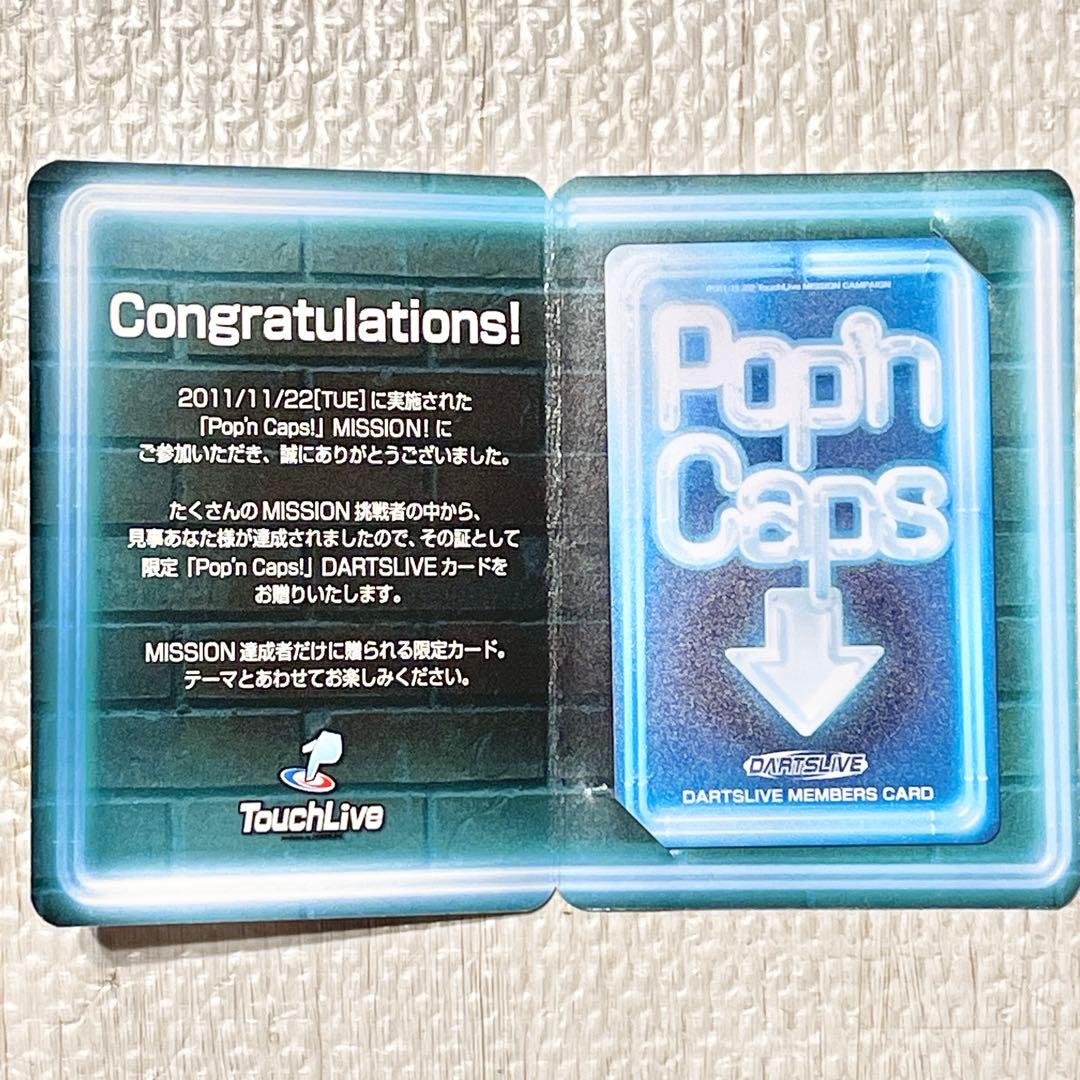 Congratulations!
2011/11/22[TUE]に実施された
「Pop'n Caps!」MISSION!に
ご参加いただき、誠にありがとうございました。
たくさんのMISSION挑戦者の中から、
見事あなた様が達成されましたので、その証として
限定「Pop'n Caps!」DARTSLIVEカードを
お贈りいたします。
MISSION達成者だけに贈られる限定カード。
テーマとあわせてお楽しみください。
TouchLive
2011.11.22 TouchLive MISSION CAMPAIGN
Pop'n
Caps
DARTSLIVE
DARTSLIVE MEMBERS CARD